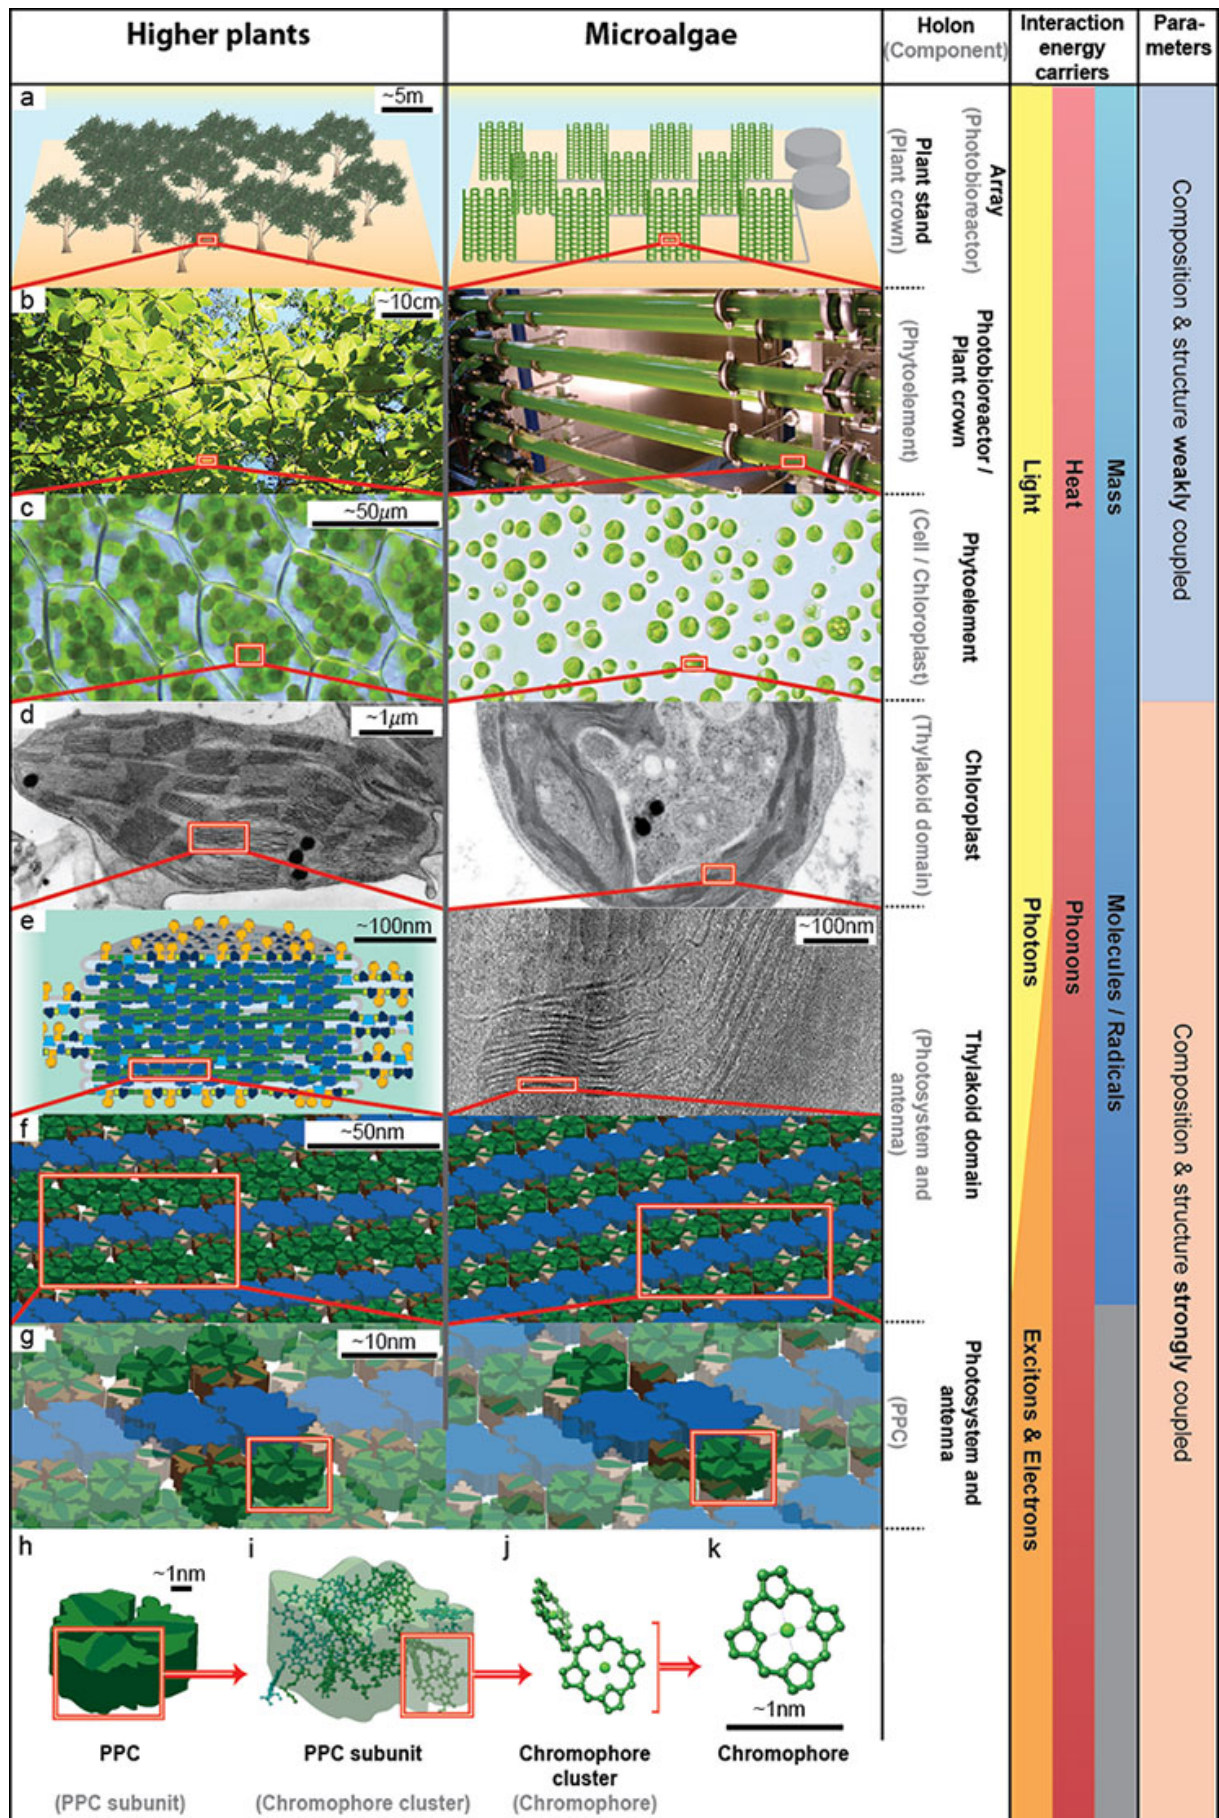 Higher plants
Microalgae
Holon
(Component)
Interaction
energy
carriers
Para-
meters
a
~5m
Plant stand
(Plant crown)
Array
(Photobioreactor)
b
~10cm
Photobioreactor /
Plant crown
(Phytoelement)
c
~50μm
Phytoelement
(Cell / Chloroplast)
d
~1μm
Chloroplast
(Thylakoid domain)
e
~100nm
~100nm
f
~50nm
Thylakoid domain
(Photosystem and
antenna)
g
~10nm
Photosystem and
antenna
(PPC)
Light
Photons
Excitons & Electrons
Heat
Phonons
Mass
Molecules / Radicals
Composition & structure weakly coupled
Composition & structure strongly coupled
h
~1nm
PPC
(PPC subunit)
i
PPC subunit
(Chromophore cluster)
j
Chromophore
cluster
(Chromophore)
k
~1nm
Chromophore